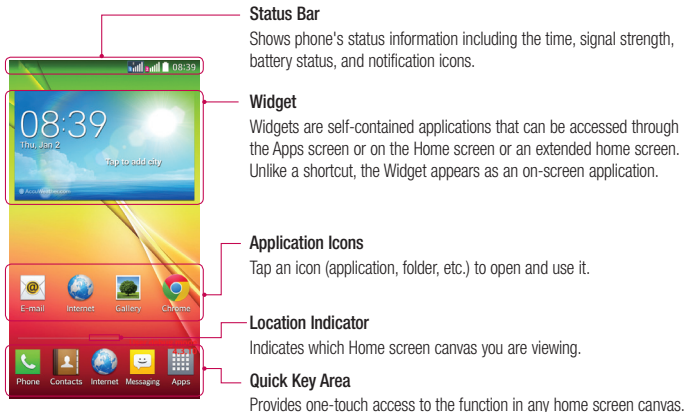 Status Bar
Shows phone's status information including the time, signal strength,
battery status, and notification icons.
08:39
Widget
Widgets are self-contained applications that can be accessed through
the Apps screen or on the Home screen or an extended home screen.
Unlike a shortcut, the Widget appears as an on-screen application.
08:39
Thu, Jan 2
Tap to add city
AccuWeather.com
Application Icons
Tap an icon (application, folder, etc.) to open and use it.
E-mail Internet Gallery Chrome
Location Indicator
Indicates which Home screen canvas you are viewing.
Quick Key Area
Provides one-touch access to the function in any home screen canvas.
Phone Contacts Internet Messaging Apps